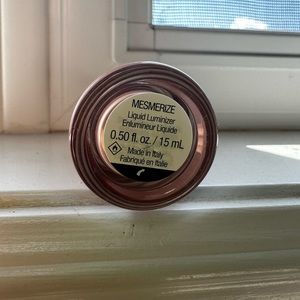 MESMERIZE
Liquid Luminizer
Enlumineur Liquide
0.50 fl. oz. / 15 mL
Made in Italy
Fabriqué en Italie